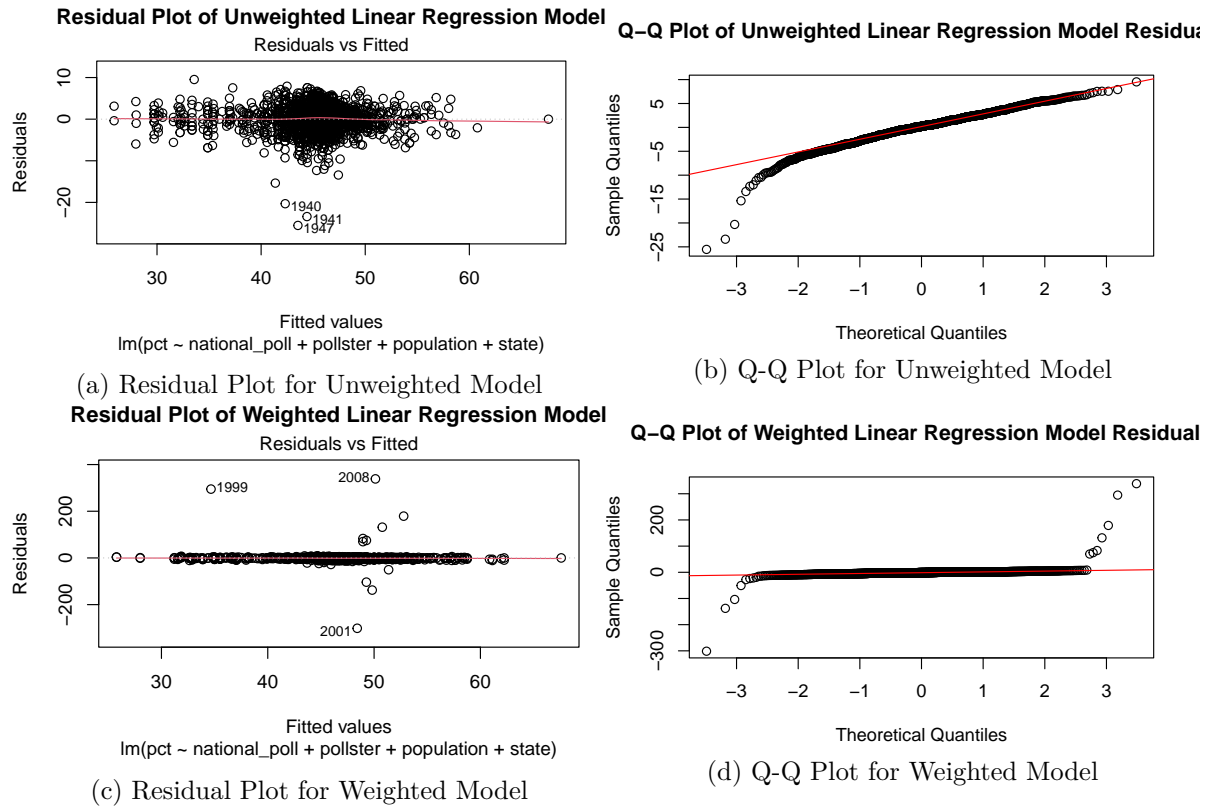 Residual Plot of Unweighted Linear Regression Model
Residuals vs Fitted
Residuals
10
0
−20
1940
1941
1947
30
40
50
60
Fitted values
lm(pct ~ national_poll + pollster + population + state)
(a) Residual Plot for Unweighted Model
Q−Q Plot of Unweighted Linear Regression Model Residua
Sample Quantiles
5
−5
−15
−25
−3
−2
−1
0
1
2
3
Theoretical Quantiles
(b) Q-Q Plot for Unweighted Model
Residual Plot of Weighted Linear Regression Model
Residuals vs Fitted
Residuals
200
0
−200
1999
2008
2001
30
40
50
60
Fitted values
lm(pct ~ national_poll + pollster + population + state)
(c) Residual Plot for Weighted Model
Q−Q Plot of Weighted Linear Regression Model Residual
Sample Quantiles
200
0
−300
−3
−2
−1
0
1
2
3
Theoretical Quantiles
(d) Q-Q Plot for Weighted Model